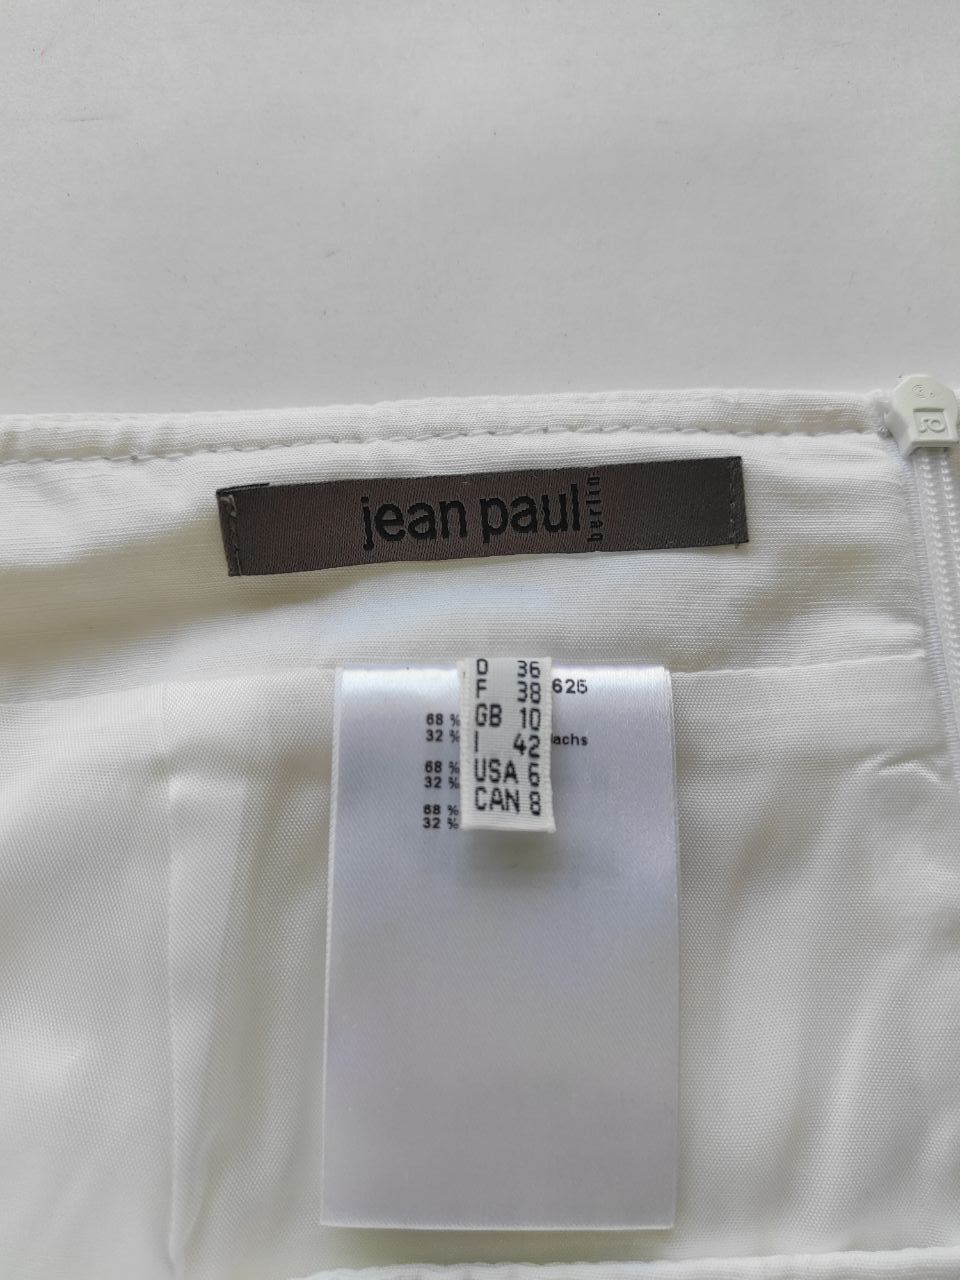 jean paul
berlin
D 36
F 38
GB 10
I 42
USA 6
CAN 8
625
68 %
32 %
68 %
32 %
68 %
32 %